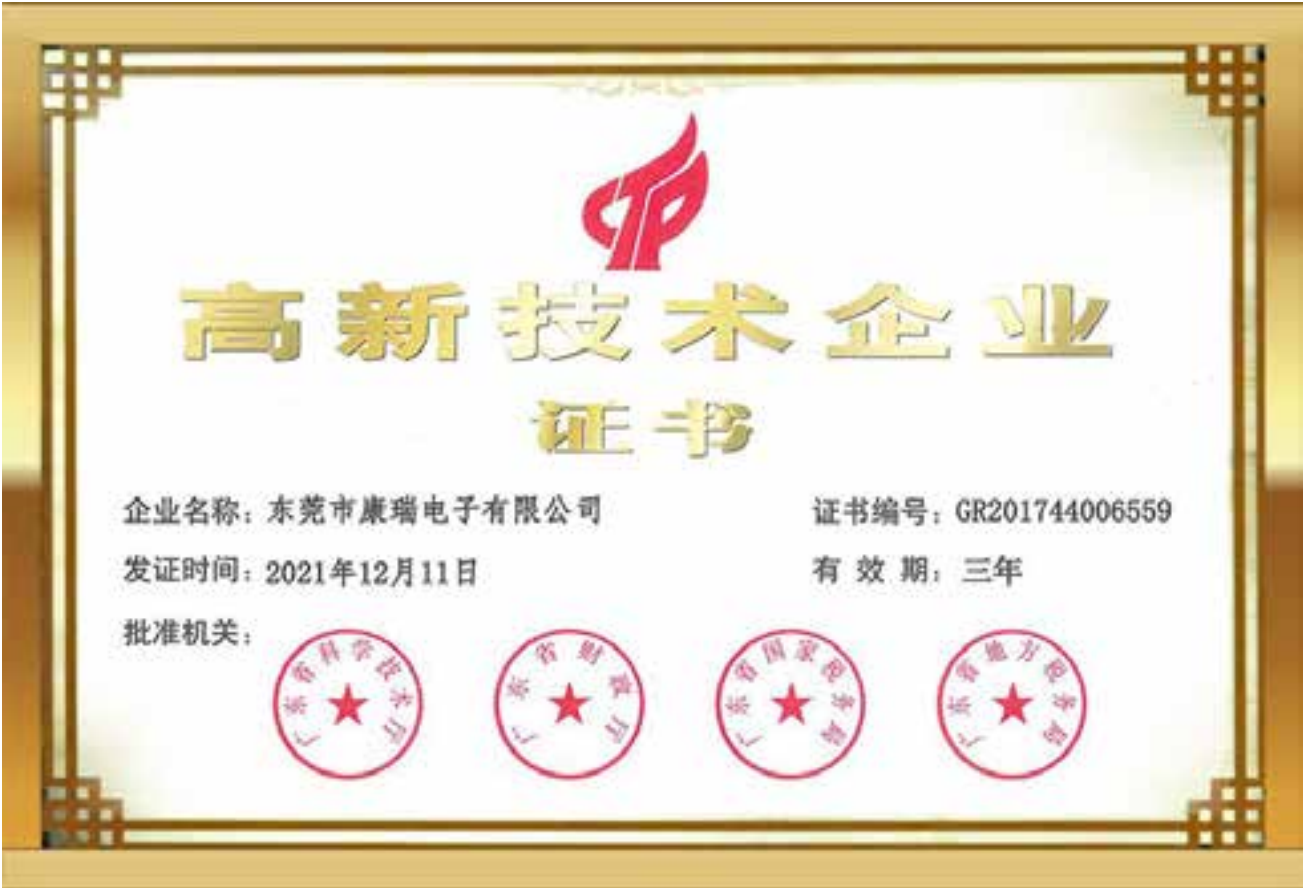 高新技术企业
证书
企业名称：东莞市康瑞电子有限公司
证书编号：GR201744006559
发证时间：2021年12月11日
有效期：三年
批准机关：
广东省科学技术厅
广东省财政厅
广东省国家税务局
广东省地方税务局